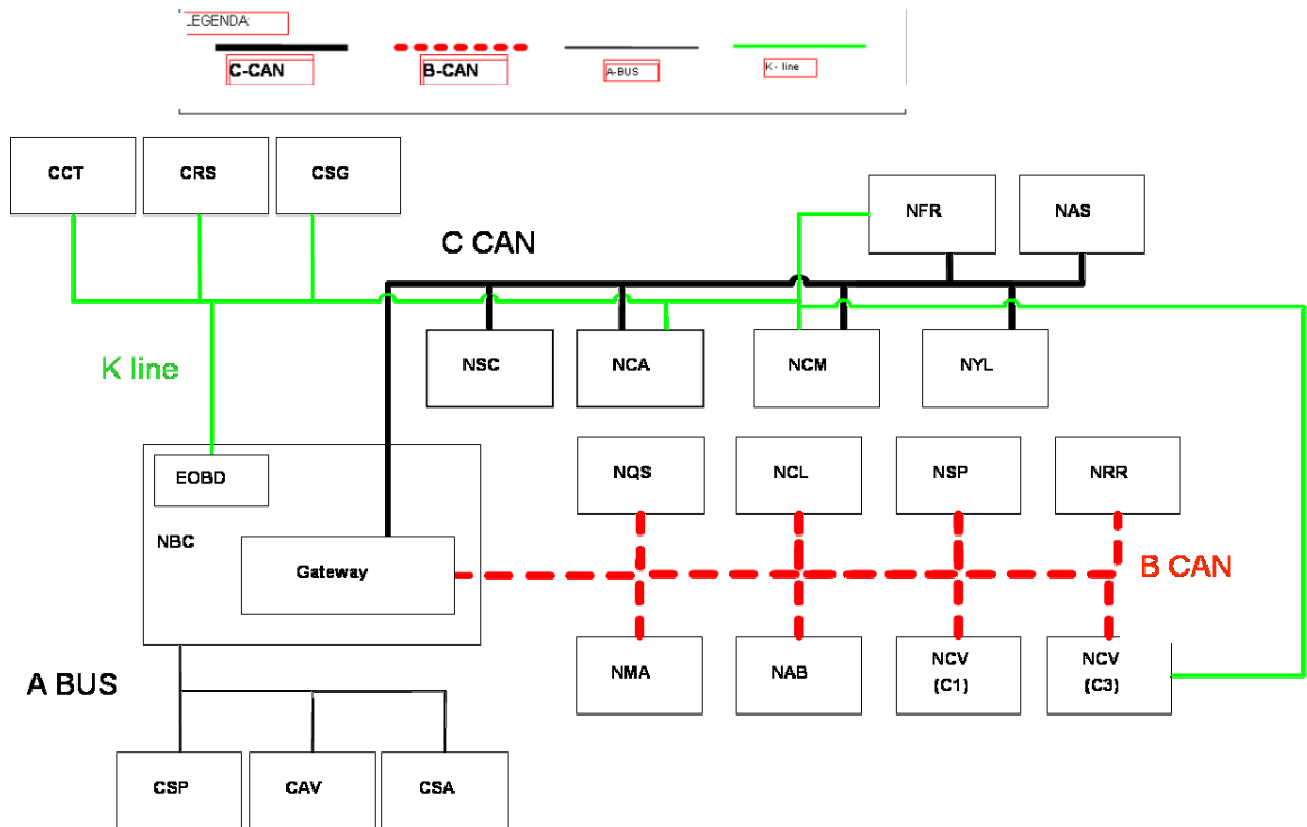 LEGENDA:
C-CAN
B-CAN
A-BUS
K - line
CCT
CRS
CSG
NFR
NAS
C CAN
NSC
NCA
NCM
NYL
K line
EOBD
NBC
Gateway
NQS
NCL
NSP
NRR
B CAN
NMA
NAB
NCV
(C1)
NCV
(C3)
A BUS
CSP
CAV
CSA